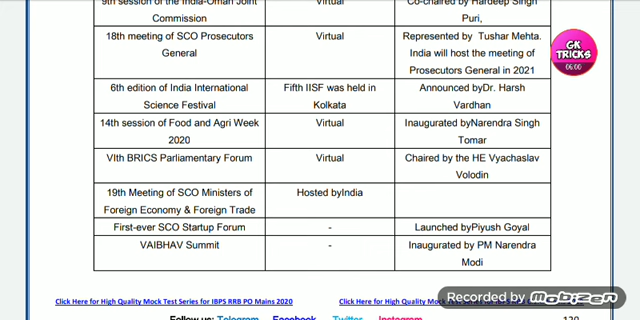 9th session of the India-Oman Joint Virtual Co-chaired by Hardeep Singh
Commission Puri,
18th meeting of SCO Prosecutors Virtual Represented by Tushar Mehta.
General India will host the meeting of
Prosecutors General in 2021
GK
TRICKS
06:00
6th edition of India International Fifth IISF was held in Announced byDr. Harsh
Science Festival Kolkata Vardhan
14th session of Food and Agri Week Virtual Inaugurated byNarendra Singh
2020 Tomar
VIth BRICS Parliamentary Forum Virtual Chaired by the HE Vyachaslav
Volodin
19th Meeting of SCO Ministers of Hosted byIndia
Foreign Economy & Foreign Trade
First-ever SCO Startup Forum - Launched byPiyush Goyal
VAIBHAV Summit - Inaugurated by PM Narendra
Modi
Click Here for High Quality Mock Test Series for IBPS RRB PO Mains 2020 Click Here for High Quality Mock
Recorded by Mobizen
Follow us: Telegram Facebook Twitter Instagram